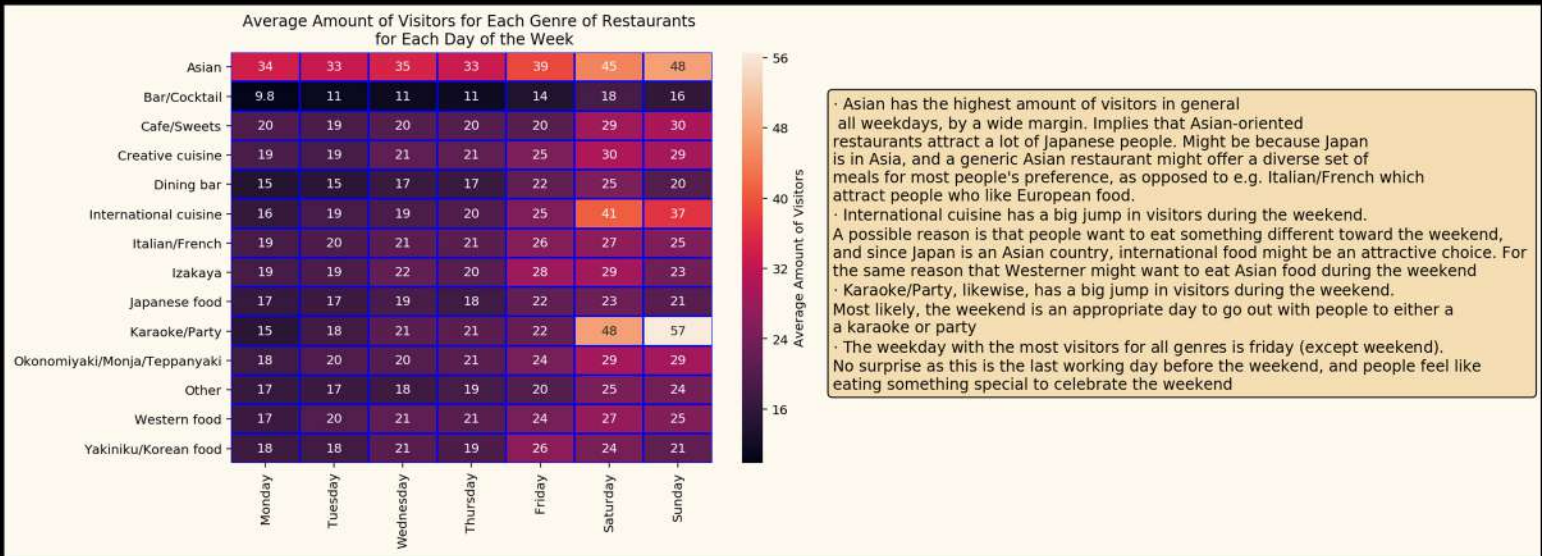 Average Amount of Visitors for Each Genre of Restaurants
for Each Day of the Week
Asian 34 33 35 33 39 45 48
Bar/Cocktail 9.8 11 11 11 14 18 16
Cafe/Sweets 20 19 20 20 20 29 30
Creative cuisine 19 19 21 21 25 30 29
Dining bar 15 15 17 17 22 25 20
International cuisine 16 19 19 20 25 41 37
Italian/French 19 20 21 21 26 27 25
Izakaya 19 19 22 20 28 29 23
Japanese food 17 17 19 18 22 23 21
Karaoke/Party 15 18 21 21 22 48 57
Okonomiyaki/Monja/Teppanyaki 18 20 20 21 24 29 29
Other 17 17 18 19 20 25 24
Western food 17 20 21 21 24 27 25
Yakiniku/Korean food 18 18 21 19 26 24 21
Monday Tuesday Wednesday Thursday Friday Saturday Sunday
56
48
40
32
24
16
Average Amount of Visitors
· Asian has the highest amount of visitors in general
all weekdays, by a wide margin. Implies that Asian-oriented
restaurants attract a lot of Japanese people. Might be because Japan
is in Asia, and a generic Asian restaurant might offer a diverse set of
meals for most people's preference, as opposed to e.g. Italian/French which
attract people who like European food.
· International cuisine has a big jump in visitors during the weekend.
A possible reason is that people want to eat something different toward the weekend,
and since Japan is an Asian country, international food might be an attractive choice. For
the same reason that Westerner might want to eat Asian food during the weekend
· Karaoke/Party, likewise, has a big jump in visitors during the weekend.
Most likely, the weekend is an appropriate day to go out with people to either a
a karaoke or party
· The weekday with the most visitors for all genres is friday (except weekend).
No surprise as this is the last working day before the weekend, and people feel like
eating something special to celebrate the weekend